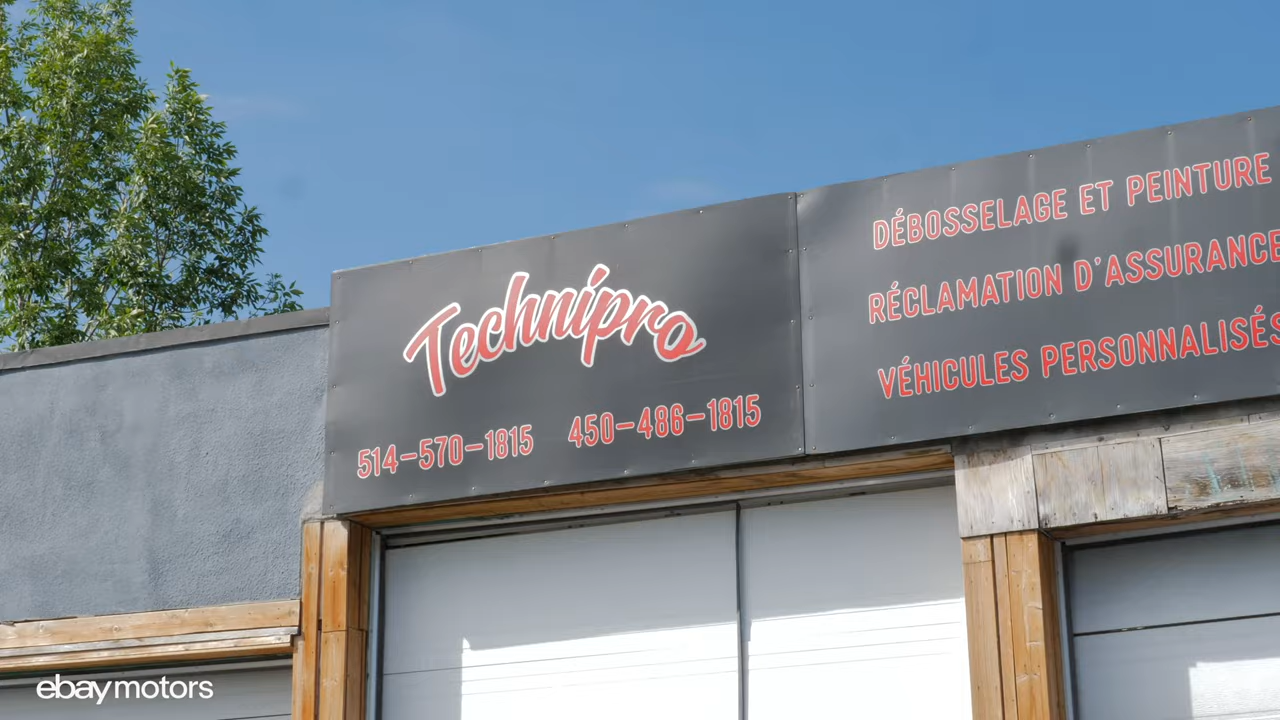 Technipro
514-570-1815 450-486-1815
DÉBOSSELAGE ET PEINTURE
RÉCLAMATION D'ASSURANCE
VÉHICULES PERSONNALISÉS
ebay motors